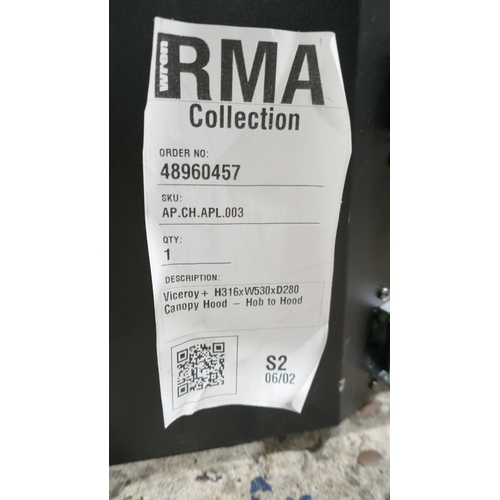 wren
RMA
Collection
ORDER NO:
48960457
SKU:
AP.CH.APL.003
QTY:
1
DESCRIPTION:
Viceroy+ H316xW530xD280
Canopy Hood – Hob to Hood
S2
06/02